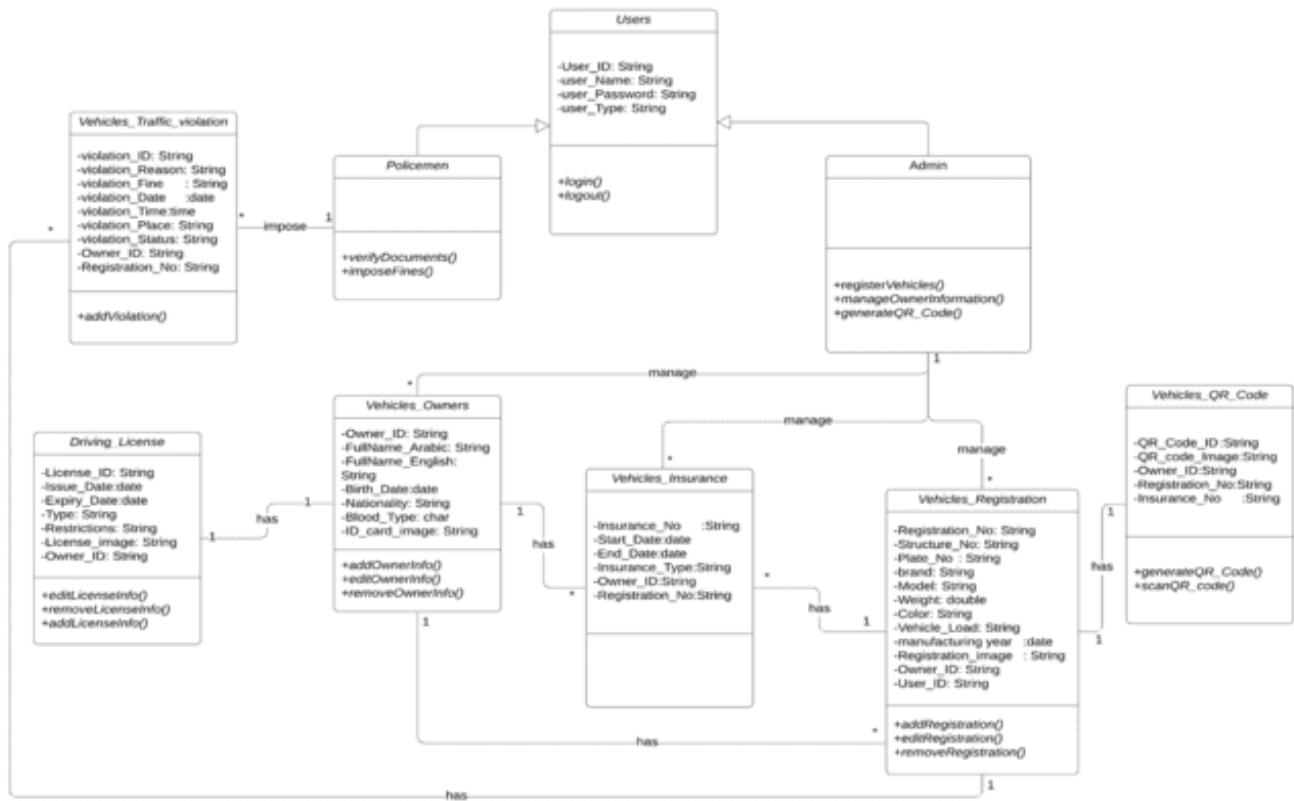 Users
-User_ID: String
-user_Name: String
-user_Password: String
-user_Type: String
+login()
+logout()
Vehicles_Traffic_violation
-violation_ID: String
-violation_Reason: String
-violation_Fine : String
-violation_Date :date
-violation_Time:time
-violation_Place: String
-violation_Status: String
-Owner_ID: String
-Registration_No: String
+addViolation()
*
*
impose
1
Policemen
+verifyDocuments()
+imposeFines()
Admin
+registerVehicles()
+manageOwnerInformation()
+generateQR_Code()
1
manage
*
manage
*
manage
*
Vehicles_Owners
-Owner_ID: String
-FullName_Arabic: String
-FullName_English:
String
-Birth_Date:date
-Nationality: String
-Blood_Type: char
-ID_card_image: String
+addOwnerInfo()
+editOwnerInfo()
+removeOwnerInfo()
Driving_License
-License_ID: String
-Issue_Date:date
-Expiry_Date:date
-Type: String
-Restrictions: String
-License_image: String
-Owner_ID: String
+editLicenseInfo()
+removeLicenseInfo()
+addLicenseInfo()
1
has
1
1
has
*
Vehicles_Insurance
-Insurance_No :String
-Start_Date:date
-End_Date:date
-Insurance_Type:String
-Owner_ID:String
-Registration_No:String
*
has
1
Vehicles_Registration
-Registration_No: String
-Structure_No: String
-Plate_No : String
-brand: String
-Model: String
-Weight: double
-Color: String
-Vehicle_Load: String
-manufacturing year :date
-Registration_image : String
-Owner_ID: String
-User_ID: String
+addRegistration()
+editRegistration()
+removeRegistration()
Vehicles_QR_Code
-QR_Code_ID :String
-QR_code_Image:String
-Owner_ID:String
-Registration_No:String
-Insurance_No :String
+generateQR_Code()
+scanQR_code()
1
has
1
1
has
*
1
has